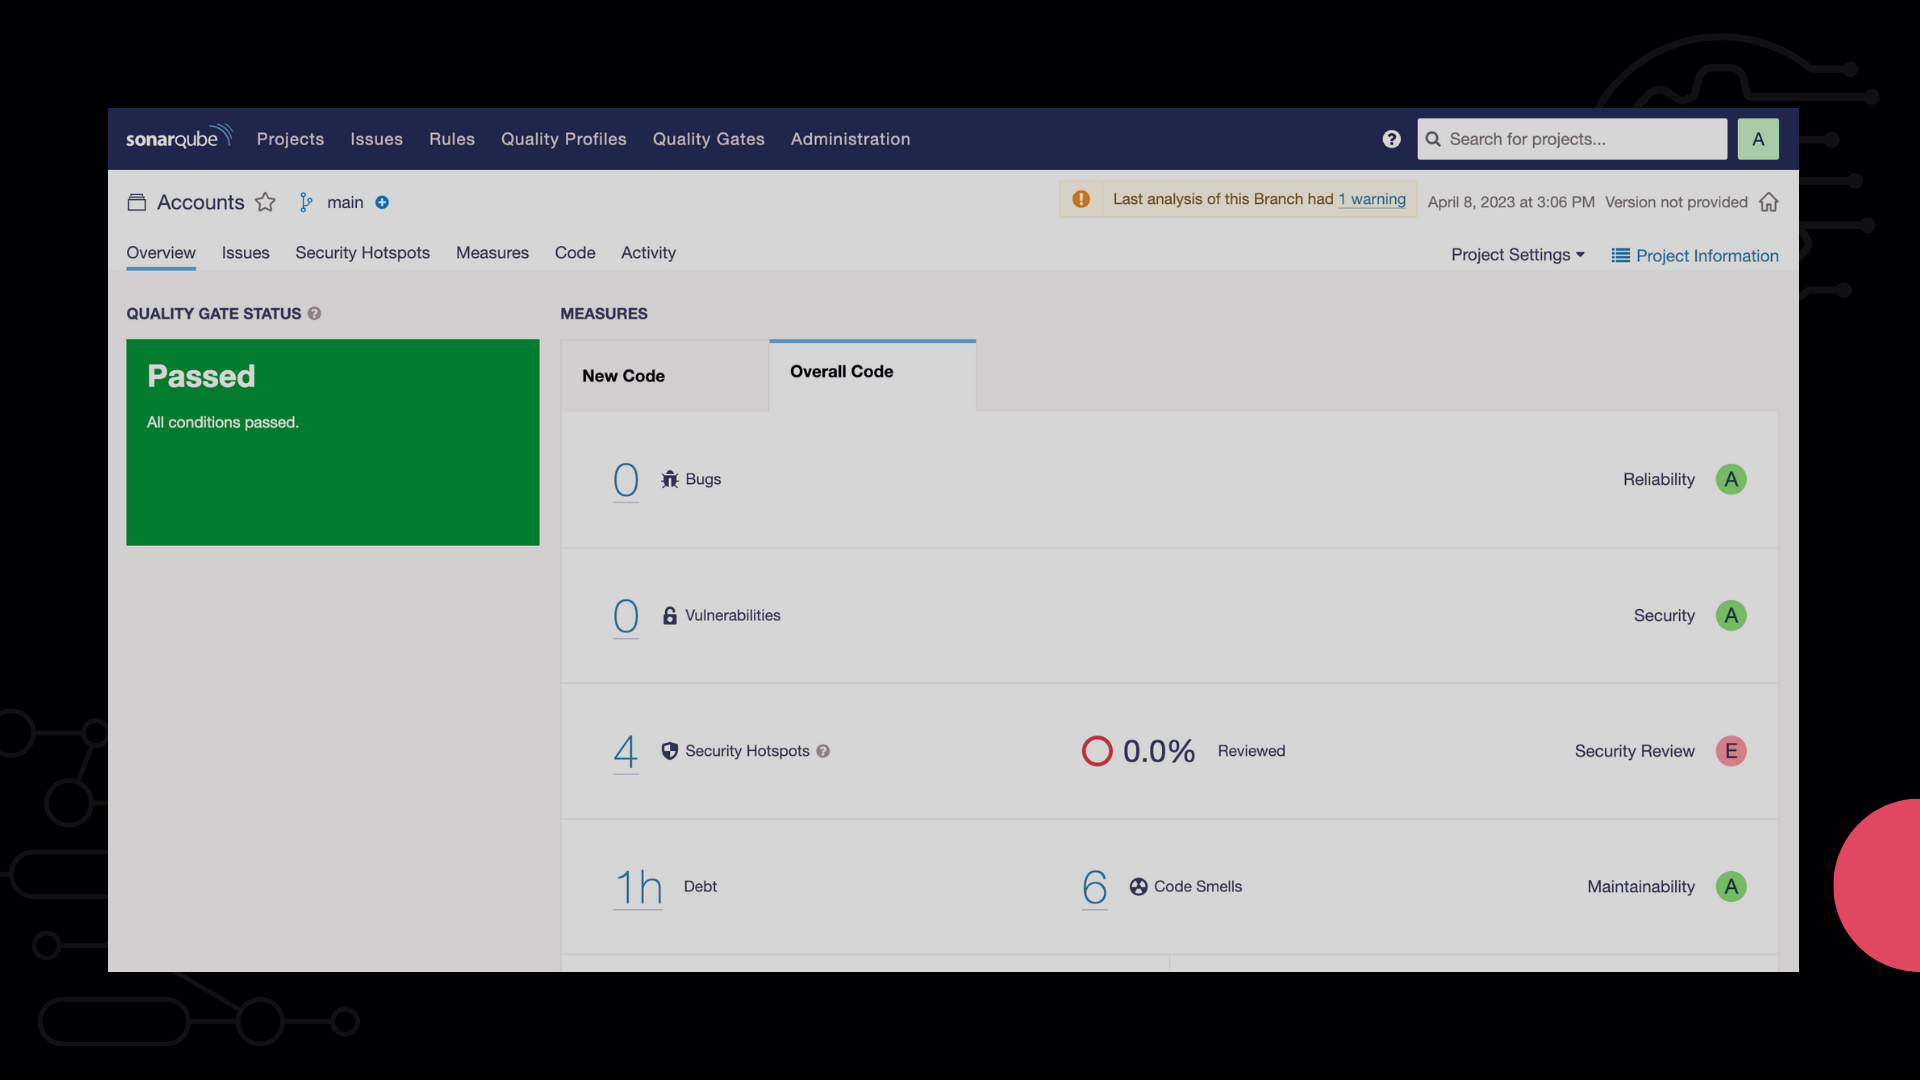 sonarqube Projects Issues Rules Quality Profiles Quality Gates Administration ? Search for projects... A
Accounts main Last analysis of this Branch had 1 warning April 8, 2023 at 3:06 PM Version not provided
Overview Issues Security Hotspots Measures Code Activity Project Settings Project Information
QUALITY GATE STATUS ?
Passed
All conditions passed.
MEASURES
New Code Overall Code
0 Bugs Reliability A
0 Vulnerabilities Security A
4 Security Hotspots ? 0.0% Reviewed Security Review E
1h Debt 6 Code Smells Maintainability A